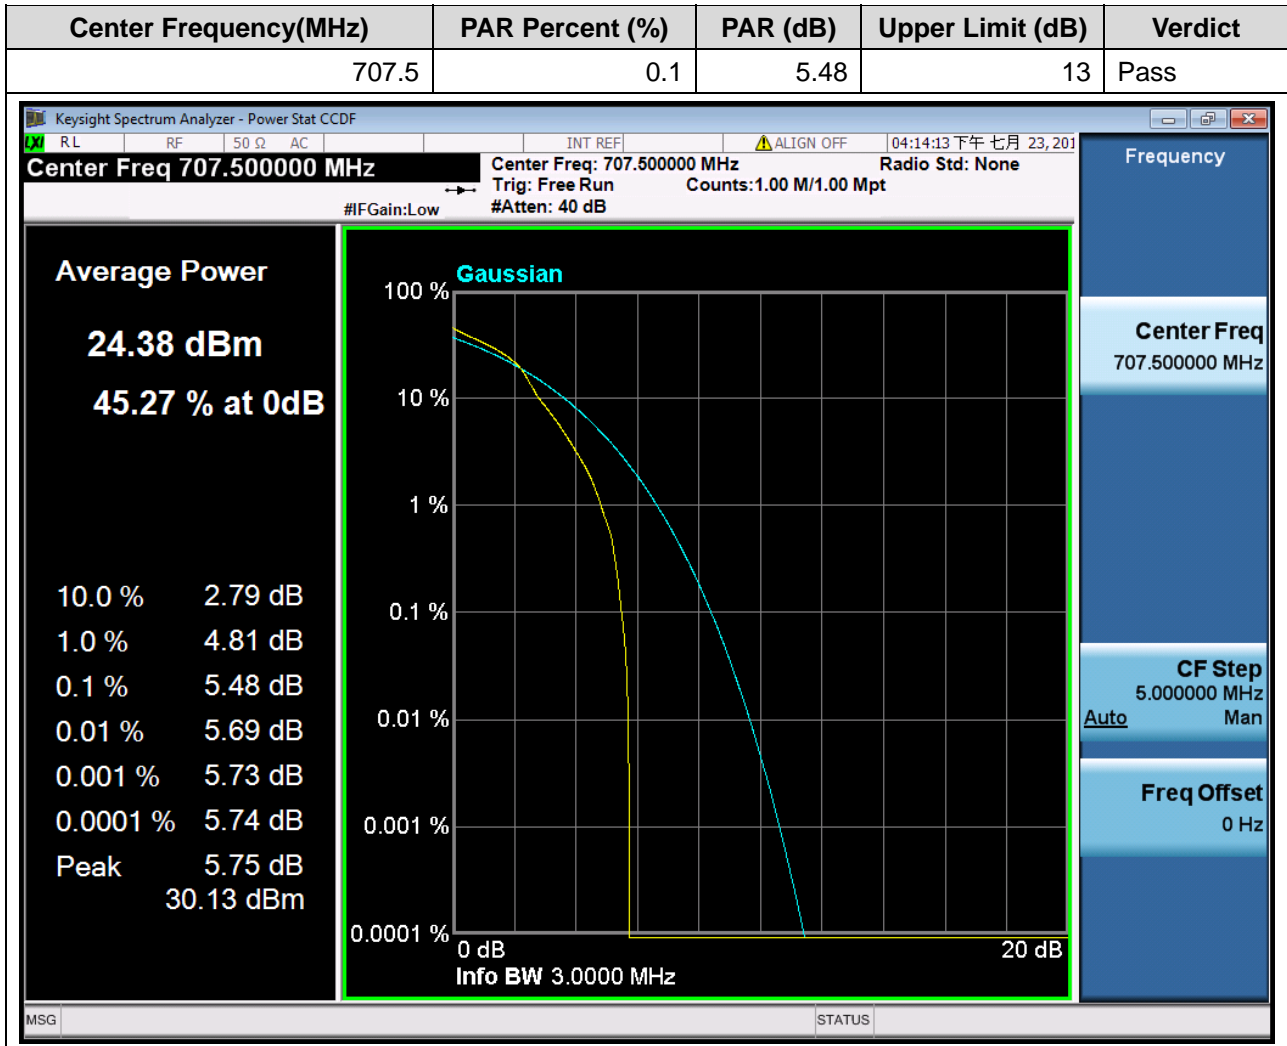 Center Frequency(MHz) PAR Percent (%) PAR (dB) Upper Limit (dB) Verdict
707.5 0.1 5.48 13 Pass
Keysight Spectrum Analyzer - Power Stat CCDF
LXI RL RF 50 Ω AC INT REF ALIGN OFF 04:14:13 下午 七月 23, 201
Center Freq 707.500000 MHz
#IFGain:Low
Center Freq: 707.500000 MHz
Trig: Free Run Counts:1.00 M/1.00 Mpt
#Atten: 40 dB
Radio Std: None
Average Power
24.38 dBm
45.27 % at 0dB
10.0 % 2.79 dB
1.0 % 4.81 dB
0.1 % 5.48 dB
0.01 % 5.69 dB
0.001 % 5.73 dB
0.0001 % 5.74 dB
Peak 5.75 dB
30.13 dBm
Gaussian
100 %
10 %
1 %
0.1 %
0.01 %
0.001 %
0.0001 %
0 dB 20 dB
Info BW 3.0000 MHz
Frequency
Center Freq
707.500000 MHz
CF Step
5.000000 MHz
Auto Man
Freq Offset
0 Hz
MSG STATUS